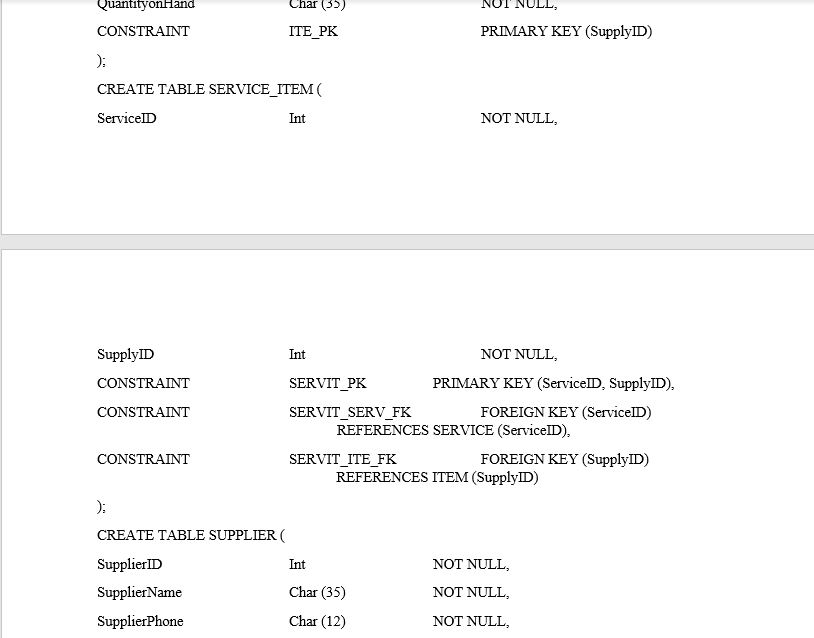 QuantityonHand Char (35) NOT NULL,
CONSTRAINT ITE_PK PRIMARY KEY (SupplyID)
);
CREATE TABLE SERVICE_ITEM (
ServiceID Int NOT NULL,
SupplyID Int NOT NULL,
CONSTRAINT SERVIT_PK PRIMARY KEY (ServiceID, SupplyID),
CONSTRAINT SERVIT_SERV_FK FOREIGN KEY (ServiceID)
REFERENCES SERVICE (ServiceID),
CONSTRAINT SERVIT_ITE_FK FOREIGN KEY (SupplyID)
REFERENCES ITEM (SupplyID)
);
CREATE TABLE SUPPLIER (
SupplierID Int NOT NULL,
SupplierName Char (35) NOT NULL,
SupplierPhone Char (12) NOT NULL,